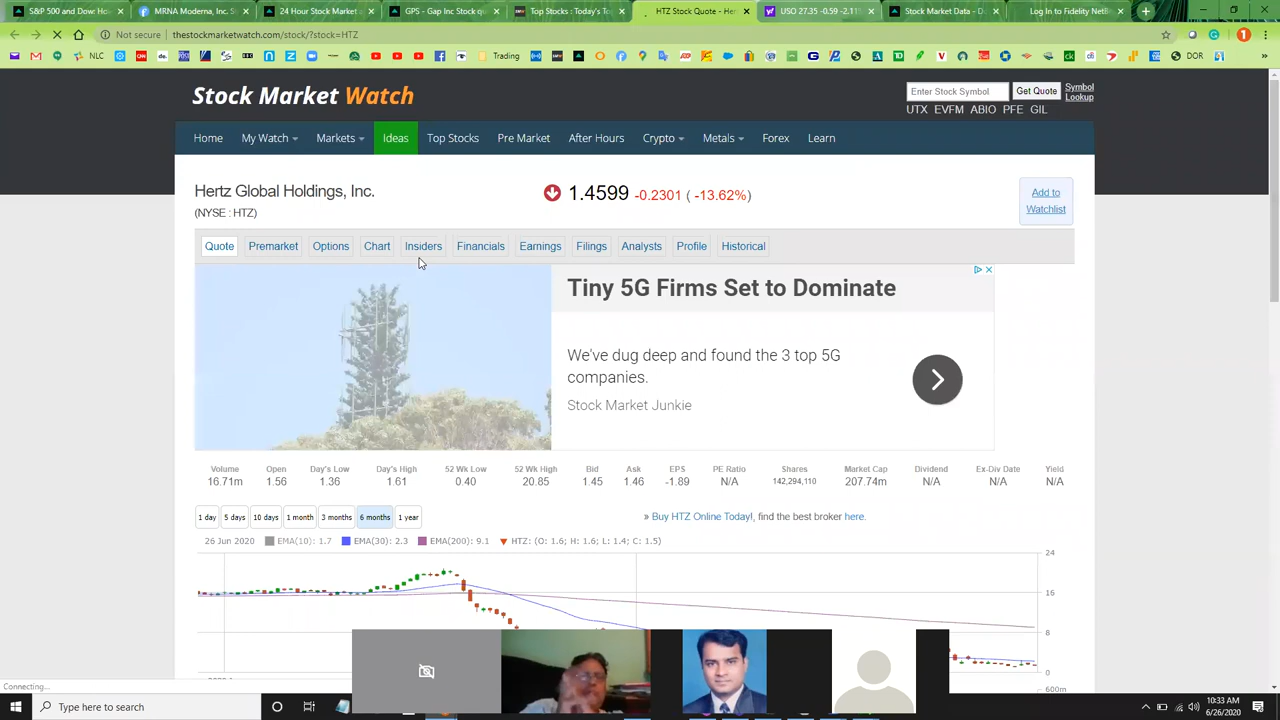 S&P 500 and Dow: Ho
MRNA Moderna, Inc. S
24 Hour Stock Market
GPS - Gap Inc Stock qu
Top Stocks : Today's To
HTZ Stock Quote - Her
USD 27.35 -0.59 -2.11%
Stock Market Data - D
Log In to Fidelity NetBe
Not secure | thestockmarketwatch.com/stock/?stock=HTZ
NLC
Trading
DOR
Stock Market Watch
Enter Stock Symbol
Get Quote
Symbol
Lookup
UTX EVFM ABIO PFE GIL
Home My Watch Markets Ideas Top Stocks Pre Market After Hours Crypto Metals Forex Learn
Hertz Global Holdings, Inc.
(NYSE : HTZ)
1.4599 -0.2301 ( -13.62%)
Add to
Watchlist
Quote Premarket Options Chart Insiders Financials Earnings Filings Analysts Profile Historical
Tiny 5G Firms Set to Dominate
We've dug deep and found the 3 top 5G
companies.
Stock Market Junkie
Volume Open Day's Low Day's High 52 Wk Low 52 Wk High Bid Ask EPS PE Ratio Shares Market Cap Dividend Ex-Div Date Yield
16.71m 1.56 1.36 1.61 0.40 20.85 1.45 1.46 -1.89 N/A 142,294,110 207.74m N/A N/A N/A
1 day 5 days 10 days 1 month 3 months 6 months 1 year
» Buy HTZ Online Today!, find the best broker here.
26 Jun 2020 EMA(10): 1.7 EMA(30): 2.3 EMA(200): 9.1 HTZ: (O: 1.6; H: 1.6; L: 1.4; C: 1.5)
24
16
8
0
600m
Connecting...
Type here to search
10:33 AM
6/26/2020